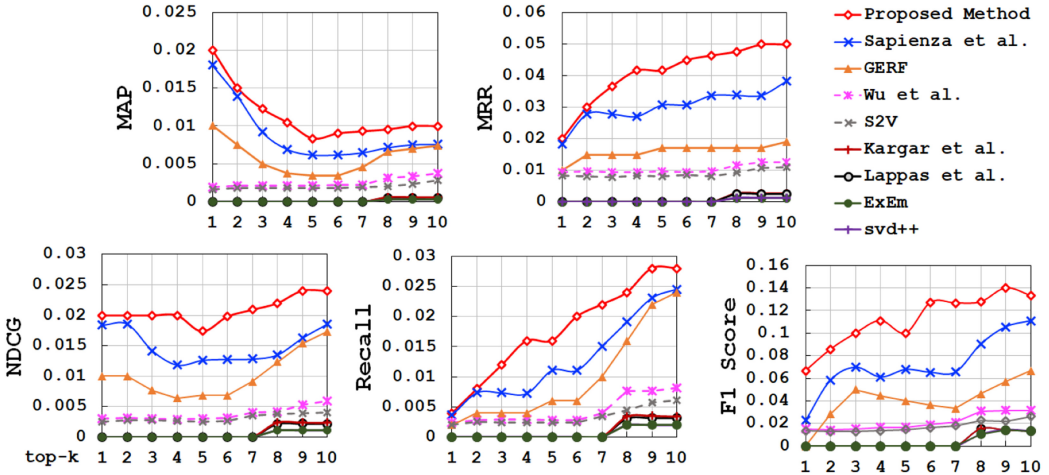 MAP
0.025
0.02
0.015
0.01
0.005
0
1 2 3 4 5 6 7 8 9 10
MRR
0.06
0.05
0.04
0.03
0.02
0.01
0
1 2 3 4 5 6 7 8 9 10
Proposed Method
Sapienza et al.
GERF
Wu et al.
S2V
Kargar et al.
Lappas et al.
ExEm
svd++
NDCG
0.03
0.025
0.02
0.015
0.01
0.005
0
top-k 1 2 3 4 5 6 7 8 9 10
Recall
0.03
0.025
0.02
0.015
0.01
0.005
0
1 2 3 4 5 6 7 8 9 10
F1 Score
0.16
0.14
0.12
0.1
0.08
0.06
0.04
0.02
0
1 2 3 4 5 6 7 8 9 10